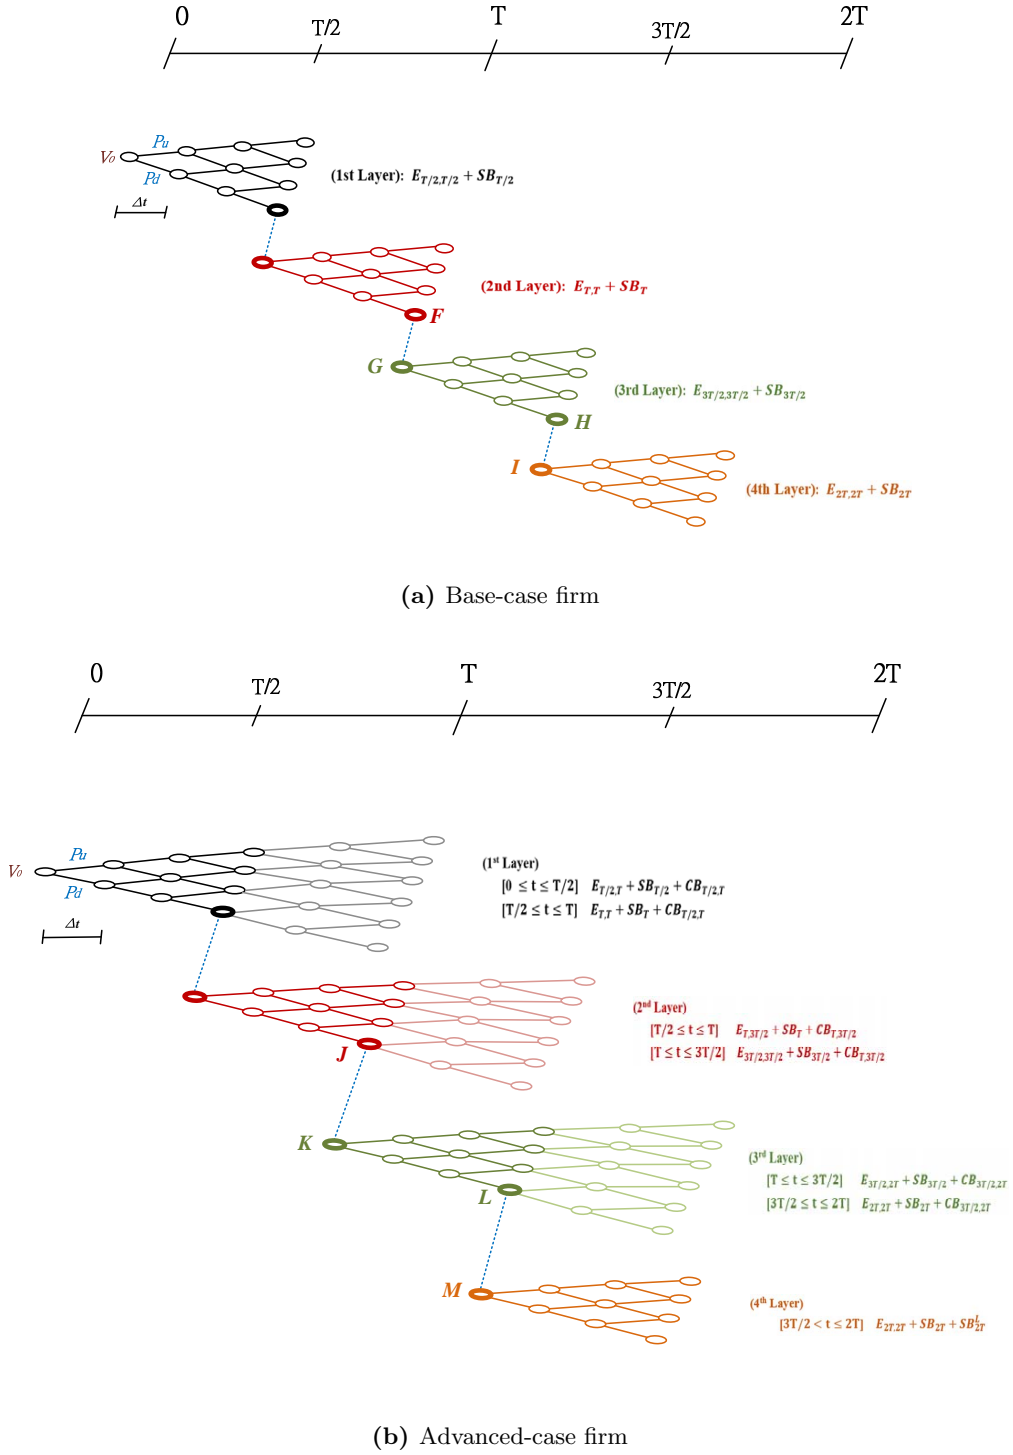 0 T/2 T 3T/2 2T
V₀ Pu
Pd
Δt
(1st Layer): E_{T/2,T/2} + SB_{T/2}
(2nd Layer): E_{T,T} + SB_T
F
G
(3rd Layer): E_{3T/2,3T/2} + SB_{3T/2}
H
I
(4th Layer): E_{2T,2T} + SB_{2T}
(a) Base-case firm
0 T/2 T 3T/2 2T
V₀ Pu
Pd
Δt
(1st Layer)
[0 ≤ t ≤ T/2] E_{T/2,T} + SB_{T/2} + CB_{T/2,T}
[T/2 ≤ t ≤ T] E_{T,T} + SB_T + CB_{T/2,T}
(2nd Layer)
[T/2 ≤ t ≤ T] E_{T,3T/2} + SB_T + CB_{T,3T/2}
[T ≤ t ≤ 3T/2] E_{3T/2,3T/2} + SB_{3T/2} + CB_{T,3T/2}
J
K
(3rd Layer)
[T ≤ t ≤ 3T/2] E_{3T/2,2T} + SB_{3T/2} + CB_{3T/2,2T}
[3T/2 ≤ t ≤ 2T] E_{2T,2T} + SB_{2T} + CB_{3T/2,2T}
L
M
(4th Layer)
[3T/2 < t ≤ 2T] E_{2T,2T} + SB_{2T} + SB^L_{2T}
(b) Advanced-case firm